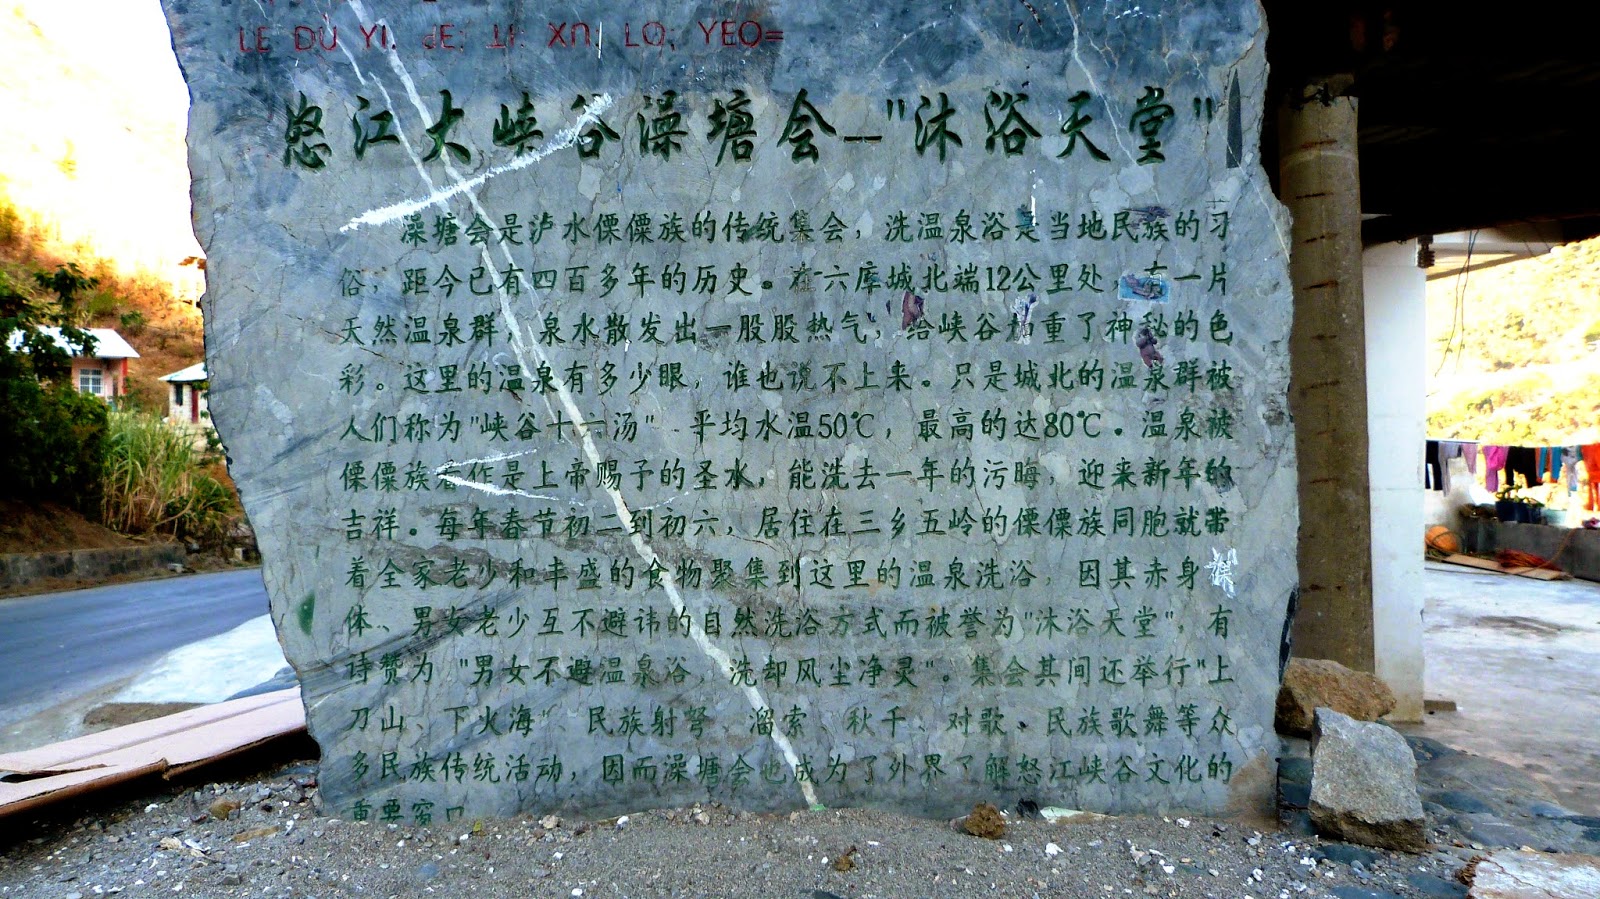 LE DU YI, dE: ꓕI: XՈ, LO, YEO=
怒江大峡谷澡塘会—"沐浴天堂"
澡塘会是泸水傈僳族的传统集会，洗温泉浴是当地民族的习
俗，距今已有四百多年的历史。在六库城北端12公里处，有一片
天然温泉群，泉水散发出一股股热气，给峡谷加重了神秘的色
彩。这里的温泉有多少眼，谁也说不上来。只是城北的温泉群被
人们称为"峡谷十六汤" 平均水温50℃，最高的达80℃。温泉被
傈僳族看作是上帝赐予的圣水，能洗去一年的污晦，迎来新年的
吉祥。每年春节初二到初六，居住在三乡五岭的傈僳族同胞就带
着全家老少和丰盛的食物聚集到这里的温泉洗浴，因其赤身裸
体、男女老少互不避讳的自然洗浴方式而被誉为"沐浴天堂"，有
诗赞为"男女不避温泉浴，洗却风尘净灵"。集会其间还举行"上
刀山、下火海" 民族射弩、溜索 秋千、对歌、民族歌舞等众
多民族传统活动，因而澡塘会也成为了外界了解怒江峡谷文化的
重要窗口